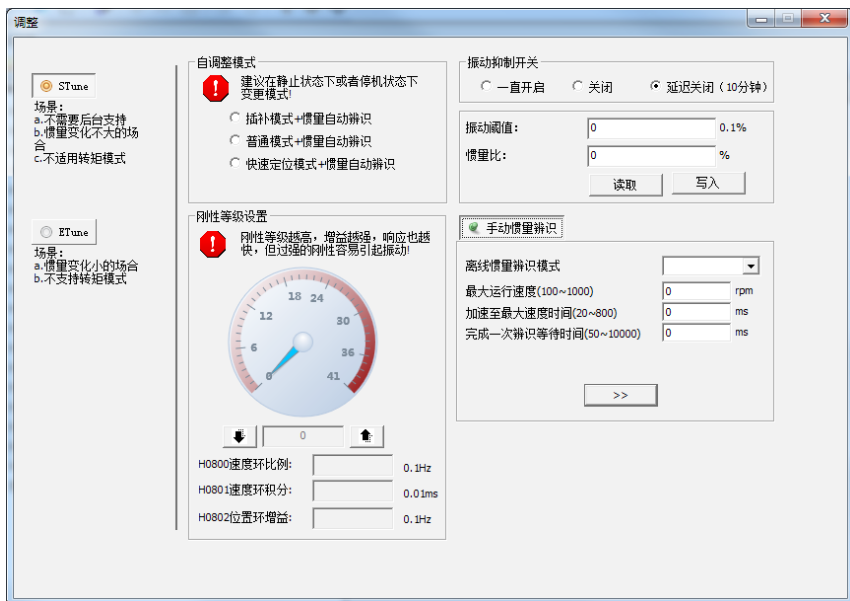 调整
STune
场景：
a.不需要后台支持
b.惯量变化不大的场
合
c.不适用转矩模式
ETune
场景：
a.惯量变化小的场合
b.不支持转矩模式
自调整模式
建议在静止状态下或者停机状态下
变更模式!
插补模式+惯量自动辨识
普通模式+惯量自动辨识
快速定位模式+惯量自动辨识
刚性等级设置
刚性等级越高，增益越强，响应也越
快，但过强的刚性容易引起振动!
0
6
12
18
24
30
36
41
0
H0800速度环比例:
0.1Hz
H0801速度环积分:
0.01ms
H0802位置环增益:
0.1Hz
振动抑制开关
一直开启
关闭
延迟关闭（10分钟）
振动阈值:
0
0.1%
惯量比:
0
%
读取
写入
手动惯量辨识
离线惯量辨识模式
最大运行速度(100~1000)
0
rpm
加速至最大速度时间(20~800)
0
ms
完成一次辨识等待时间(50~10000)
0
ms
>>